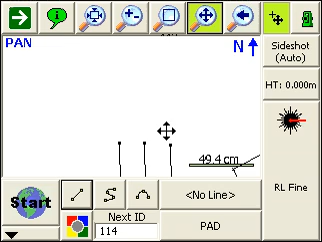 PAN
N
Sideshot
(Auto)
HT: 0.000m
49.4 cm
RL Fine
Start
<No Line>
Next ID
114
PAD